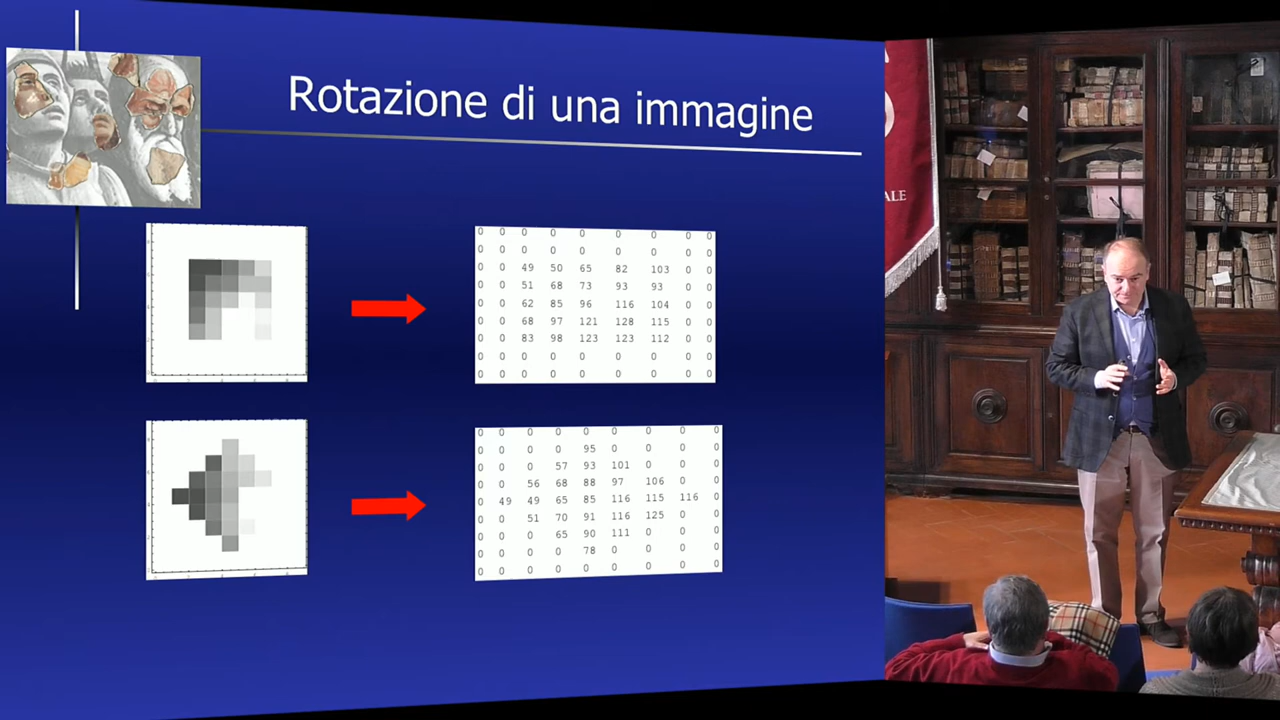 Rotazione di una immagine
0 0 0 0 0 0 0 0 0
0 0 0 0 0 0 0 0 0
0 0 49 50 65 82 103 0 0
0 0 51 68 73 93 93 0 0
0 0 62 85 96 116 104 0 0
0 0 68 97 121 128 115 0 0
0 0 83 98 123 123 112 0 0
0 0 0 0 0 0 0 0 0
0 0 0 0 0 0 0 0 0
0 0 0 0 0 0 0 0 0
0 0 0 0 95 0 0 0 0
0 0 0 57 93 101 0 0 0
0 0 56 68 88 97 106 0 0
0 49 49 65 85 116 115 116 0
0 0 51 70 91 116 125 0 0
0 0 0 65 90 111 0 0 0
0 0 0 0 78 0 0 0 0
0 0 0 0 0 0 0 0 0
ALE